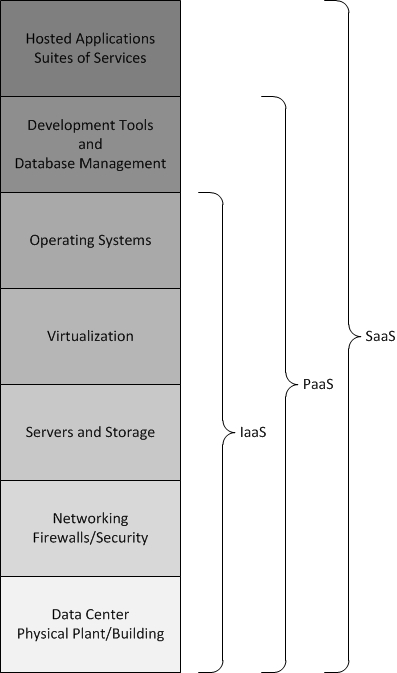 Hosted Applications
Suites of Services
Development Tools
and
Database Management
Operating Systems
Virtualization
SaaS
PaaS
Servers and Storage
IaaS
Networking
Firewalls/Security
Data Center
Physical Plant/Building